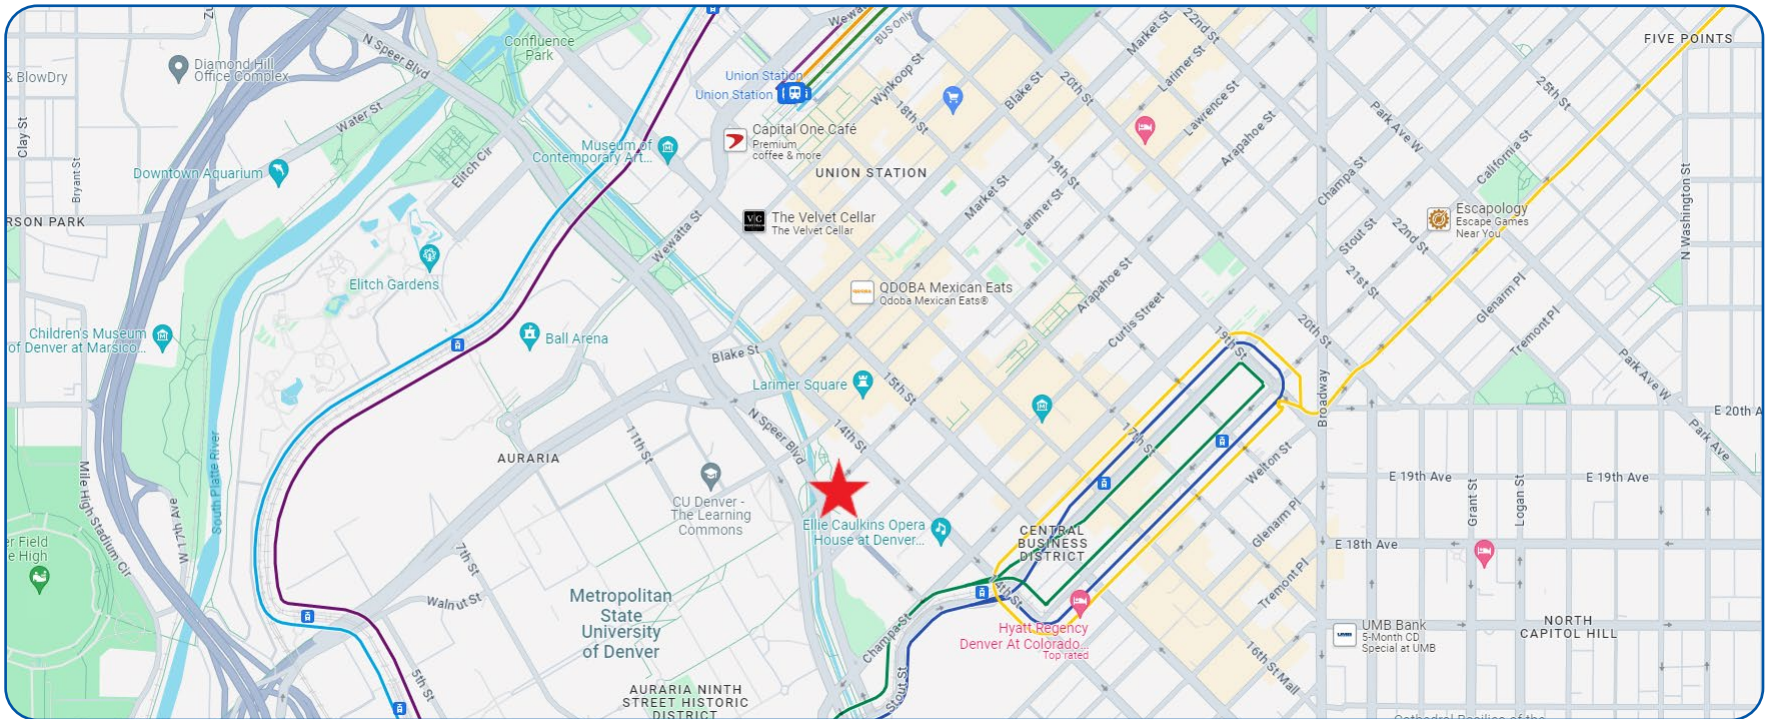 N Speer Blvd
Confluence
Park
Wewatta
BUS Only
Market St
22nd St
FIVE POINTS
Diamond Hill
Office Complex
& BlowDry
Union Station
Union Station
Wynkoop St
Blake St
20th St
Larimer St
Lawrence St
25th St
Park Ave W
California St
Water St
Clay St
Bryant St
18th St
Capital One Café
Premium
coffee & more
Museum of
Contemporary Art...
Elitch Cir
Downtown Aquarium
UNION STATION
19th St
Arapahoe St
Champa St
Market St
Larimer St
RSON PARK
The Velvet Cellar
The Velvet Cellar
Wewatta St
Escapology
Escape Games
Near You
Stout St
22nd St
N Washington St
Elitch Gardens
QDOBA Mexican Eats
Qdoba Mexican Eats®
Arapahoe St
Curtis Street
21st St
Glenarm Pl
Tremont Pl
20th St
19th St
Children's Museum
of Denver at Marsico...
Ball Arena
Blake St
Larimer Square
15th St
Broadway
Park Ave W
E 20th A
Park Ave
N Speer Blvd
14th St
17th St
11th St
AURARIA
CU Denver -
The Learning
Commons
Welton St
E 19th Ave
E 19th Ave
Grant St
Logan St
South Platte River
Mile High Stadium Cir
W 17th Ave
Ellie Caulkins Opera
House at Denver...
CENTRAL
BUSINESS
DISTRICT
Glenarm Pl
E 18th Ave
er Field
e High
7th St
Walnut St
Metropolitan
State
University
of Denver
14th St
Tremont Pl
Champa St
Hyatt Regency
Denver At Colorado...
Top rated
UMB Bank
5-Month CD
Special at UMB
NORTH
CAPITOL HILL
16th St Mall
5th St
Stout St
AURARIA NINTH
STREET HISTORIC
DISTRICT
Cathedral Basilica of the